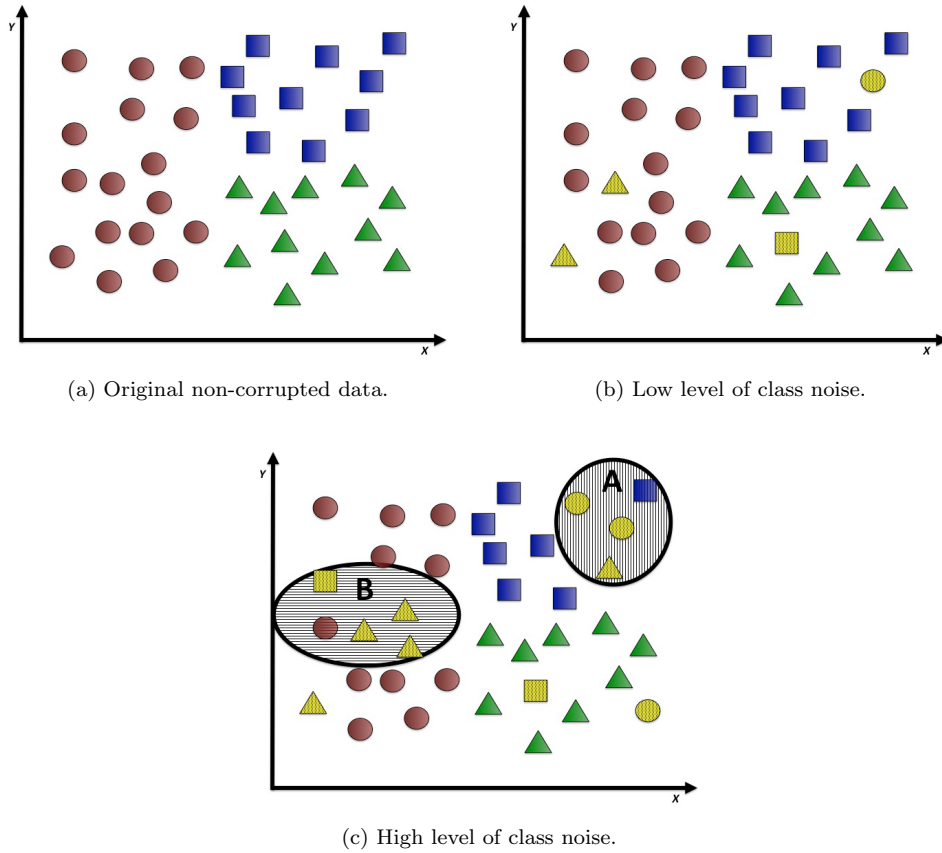 Y
X
(a) Original non-corrupted data.
Y
X
(b) Low level of class noise.
Y
A
B
X
(c) High level of class noise.